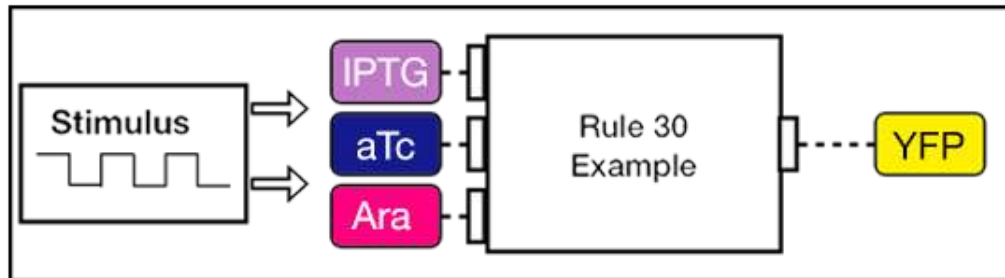 Stimulus
IPTG
aTc
Ara
Rule 30
Example
YFP